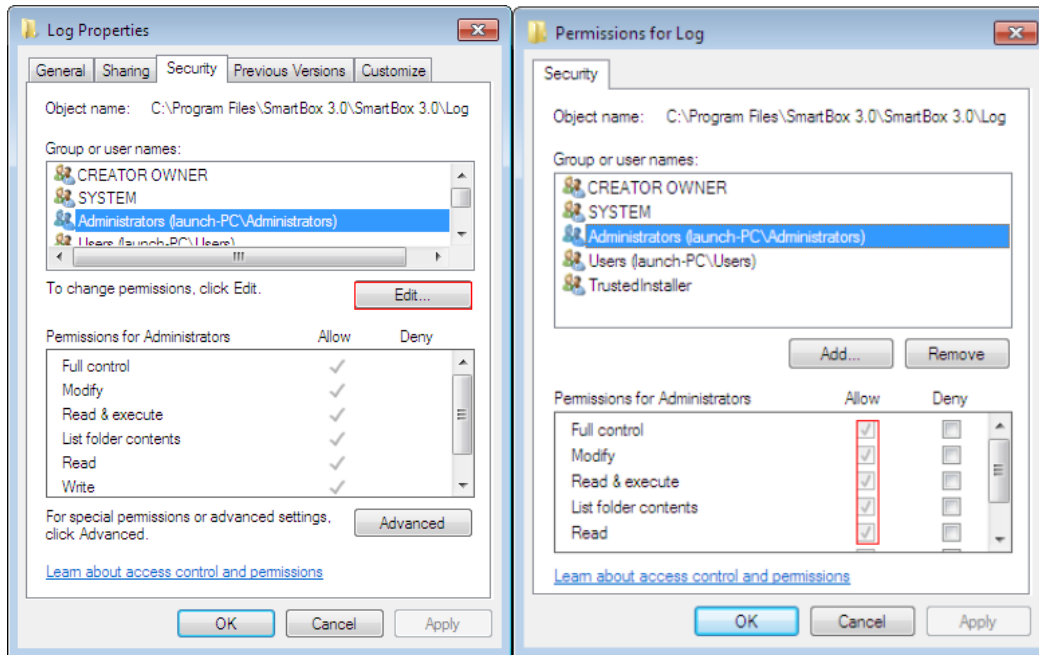 Log Properties
General Sharing Security Previous Versions Customize
Object name: C:\Program Files\SmartBox 3.0\SmartBox 3.0\Log
Group or user names:
CREATOR OWNER
SYSTEM
Administrators (launch-PC\Administrators)
Users (launch-PC\Users)
To change permissions, click Edit.
Edit...
Permissions for Administrators Allow Deny
Full control
Modify
Read & execute
List folder contents
Read
Write
For special permissions or advanced settings,
click Advanced.
Advanced
Learn about access control and permissions
OK Cancel Apply
Permissions for Log
Security
Object name: C:\Program Files\SmartBox 3.0\SmartBox 3.0\Log
Group or user names:
CREATOR OWNER
SYSTEM
Administrators (launch-PC\Administrators)
Users (launch-PC\Users)
TrustedInstaller
Add... Remove
Permissions for Administrators Allow Deny
Full control
Modify
Read & execute
List folder contents
Read
Learn about access control and permissions
OK Cancel Apply